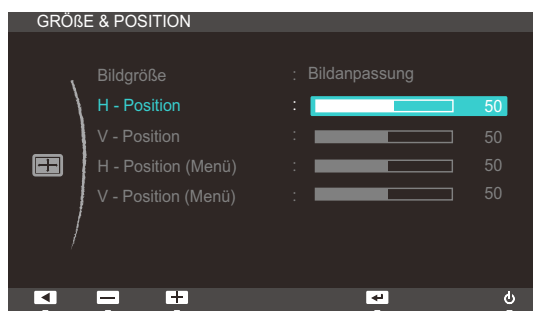 GRÖßE & POSITION
Bildgröße : Bildanpassung
H - Position : 50
V - Position : 50
H - Position (Menü) : 50
V - Position (Menü) : 50